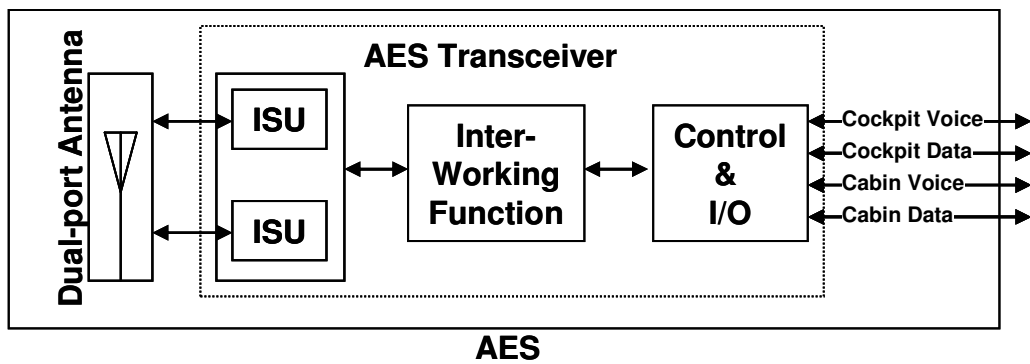 AES Transceiver
Dual-port Antenna
ISU
ISU
Inter-
Working
Function
Control
&
I/O
Cockpit Voice
Cockpit Data
Cabin Voice
Cabin Data
AES